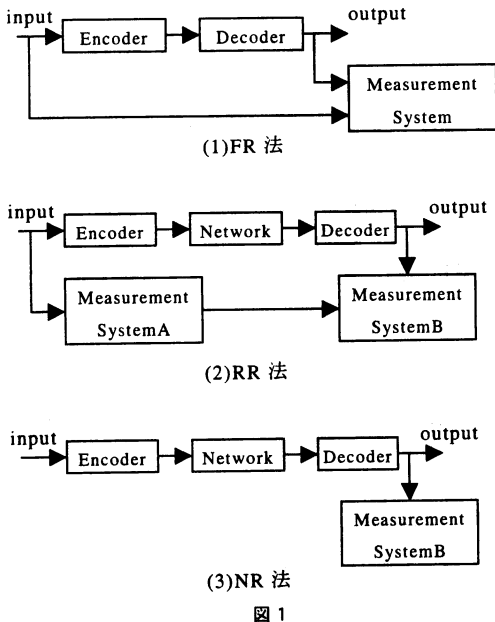 input
output
Encoder
Decoder
Measurement
System
(1)FR 法
input
output
Encoder
Network
Decoder
Measurement
SystemA
Measurement
SystemB
(2)RR 法
input
output
Encoder
Network
Decoder
Measurement
SystemB
(3)NR 法
図 1